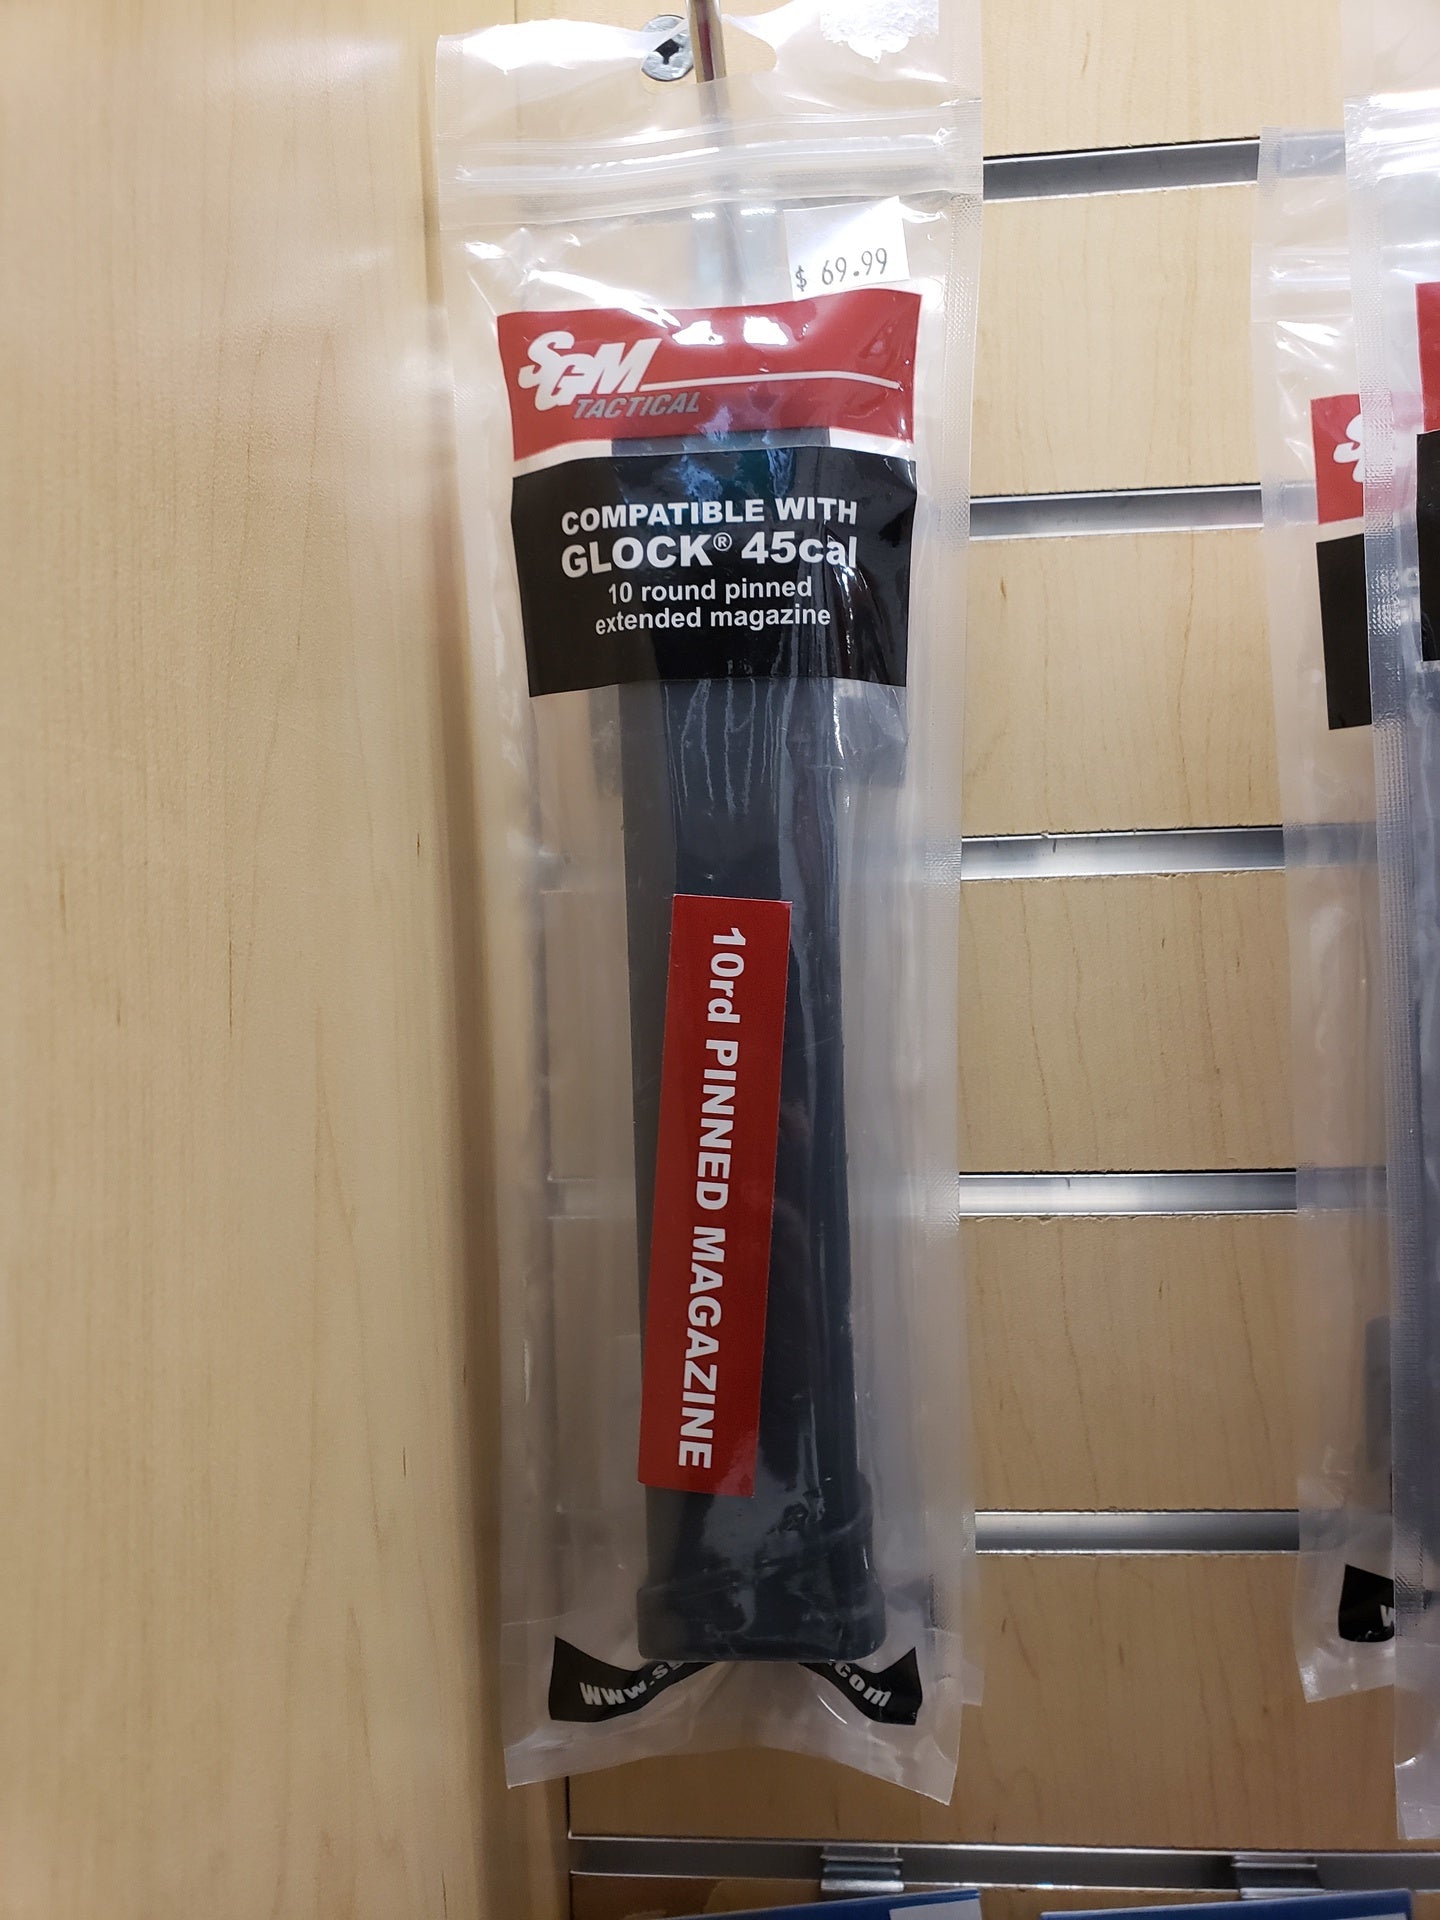 $ 69.99
SGM
TACTICAL
COMPATIBLE WITH
GLOCK® 45cal
10 round pinned
extended magazine
10rd PINNED MAGAZINE